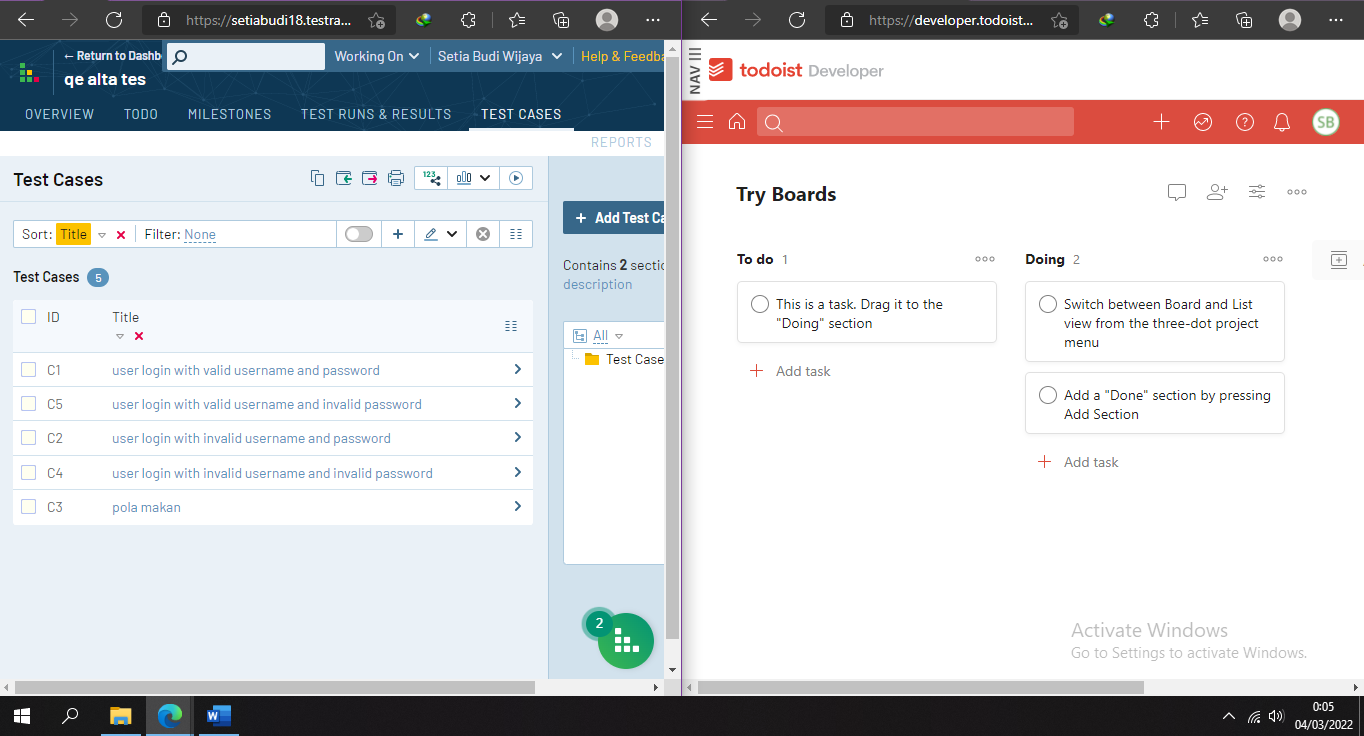 https://setiabudi18.testra...
← Return to Dashb
qe alta tes
Working On
Setia Budi Wijaya
Help & Feedba
OVERVIEW
TODO
MILESTONES
TEST RUNS & RESULTS
TEST CASES
REPORTS
Test Cases
123
Sort: Title
Filter: None
Test Cases 5
ID
Title
C1 user login with valid username and password
C5 user login with valid username and invalid password
C2 user login with invalid username and password
C4 user login with invalid username and invalid password
C3 pola makan
+ Add Test Ca
Contains 2 sectio
description
All
Test Case
2
https://developer.todoist...
NAV
todoist Developer
SB
Try Boards
To do 1
This is a task. Drag it to the
"Doing" section
+ Add task
Doing 2
Switch between Board and List
view from the three-dot project
menu
Add a "Done" section by pressing
Add Section
+ Add task
Activate Windows
Go to Settings to activate Windows.
0:05
04/03/2022